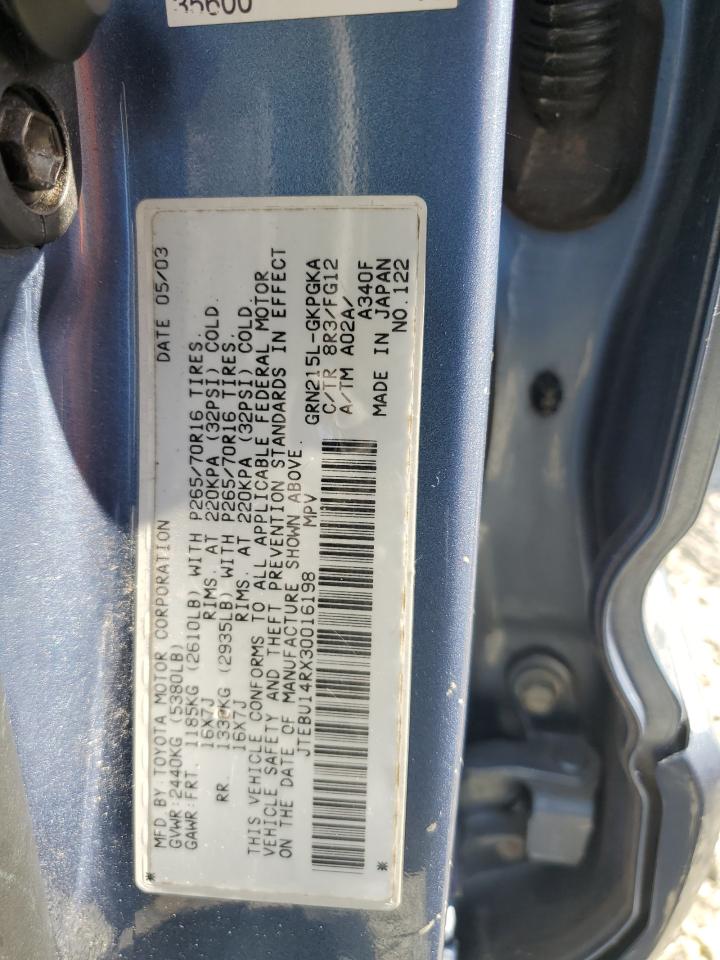 35600
MFD.BY:TOYOTA MOTOR CORPORATION DATE 05/03
GVWR:2440KG (5380LB)
GAWR:FRT. 1185KG (2610LB) WITH P265/70R16 TIRES.
16X7J RIMS. AT 220KPA (32PSI) COLD.
RR 1330KG (2935LB) WITH P265/70R16 TIRES.
16X7J RIMS. AT 220KPA (32PSI) COLD.
THIS VEHICLE CONFORMS TO ALL APPLICABLE FEDERAL MOTOR
VEHICLE SAFETY AND THEFT PREVENTION STANDARDS IN EFFECT
ON THE DATE OF MANUFACTURE SHOWN ABOVE.
JTEBU14RX30016198 MPV GRN215L-GKPGKA
C/TR 8R3/FG12
A/TM A02A/
A340F
MADE IN JAPAN
* * NO.122